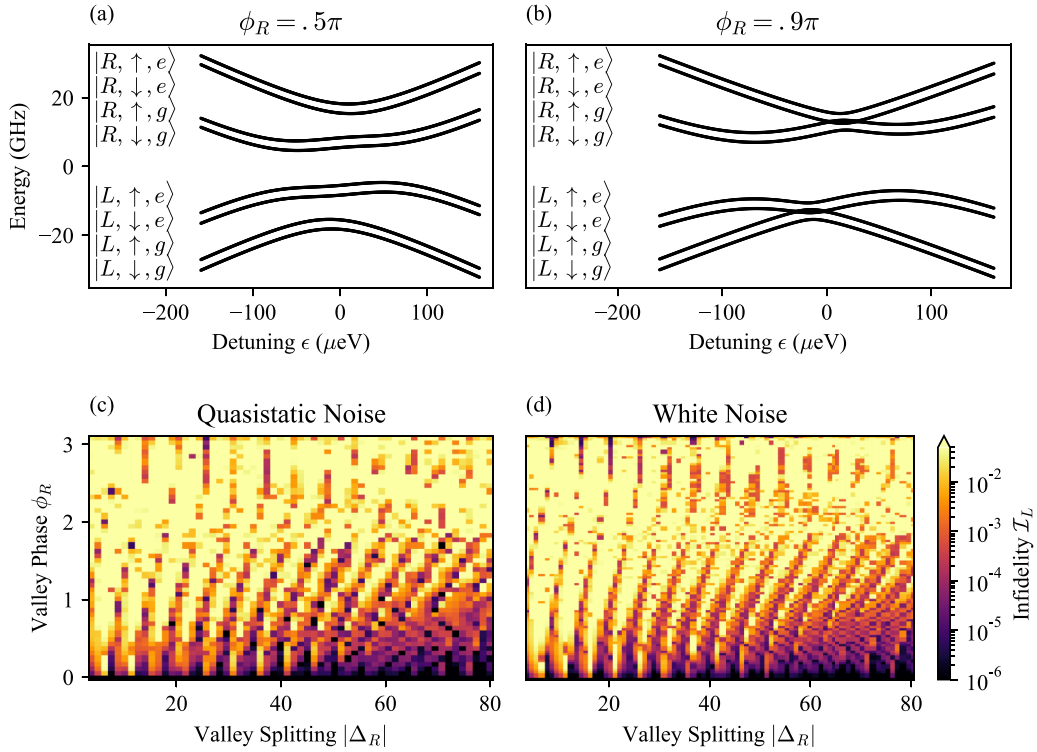 (a)
ϕ_R = .5π
(b)
ϕ_R = .9π
Energy (GHz)
20
0
−20
|R, ↑, e⟩
|R, ↓, e⟩
|R, ↑, g⟩
|R, ↓, g⟩
|L, ↑, e⟩
|L, ↓, e⟩
|L, ↑, g⟩
|L, ↓, g⟩
|R, ↑, e⟩
|R, ↓, e⟩
|R, ↑, g⟩
|R, ↓, g⟩
|L, ↑, e⟩
|L, ↓, e⟩
|L, ↑, g⟩
|L, ↓, g⟩
−200 −100 0 100
−200 −100 0 100
Detuning ϵ (μeV)
Detuning ϵ (μeV)
(c)
Quasistatic Noise
(d)
White Noise
Valley Phase ϕ_R
3
2
1
0
20 40 60 80
20 40 60 80
Valley Splitting |Δ_R|
Valley Splitting |Δ_R|
10⁻²
10⁻³
10⁻⁴
10⁻⁵
10⁻⁶
Infidelity ℐ_L